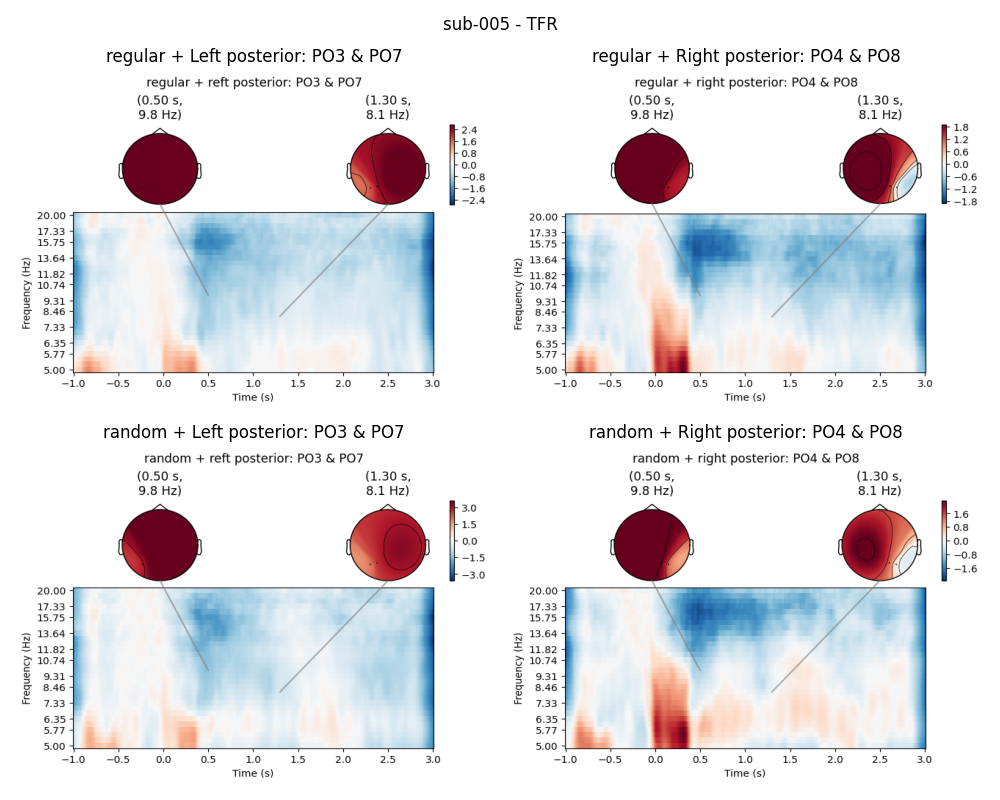 sub-005 - TFR
regular + Left posterior: PO3 & PO7
regular + reft posterior: PO3 & PO7
(0.50 s,
9.8 Hz)
(1.30 s,
8.1 Hz)
2.4
1.6
0.8
0.0
−0.8
−1.6
−2.4
Frequency (Hz)
20.00
17.33
15.75
13.64
11.82
10.74
9.31
8.46
7.33
6.35
5.77
5.00
−1.0 −0.5 0.0 0.5 1.0 1.5 2.0 2.5 3.0
Time (s)
regular + Right posterior: PO4 & PO8
regular + right posterior: PO4 & PO8
(0.50 s,
9.8 Hz)
(1.30 s,
8.1 Hz)
1.8
1.2
0.6
0.0
−0.6
−1.2
−1.8
Frequency (Hz)
20.00
17.33
15.75
13.64
11.82
10.74
9.31
8.46
7.33
6.35
5.77
5.00
−1.0 −0.5 0.0 0.5 1.0 1.5 2.0 2.5 3.0
Time (s)
random + Left posterior: PO3 & PO7
random + reft posterior: PO3 & PO7
(0.50 s,
9.8 Hz)
(1.30 s,
8.1 Hz)
3.0
1.5
0.0
−1.5
−3.0
Frequency (Hz)
20.00
17.33
15.75
13.64
11.82
10.74
9.31
8.46
7.33
6.35
5.77
5.00
−1.0 −0.5 0.0 0.5 1.0 1.5 2.0 2.5 3.0
Time (s)
random + Right posterior: PO4 & PO8
random + right posterior: PO4 & PO8
(0.50 s,
9.8 Hz)
(1.30 s,
8.1 Hz)
1.6
0.8
0.0
−0.8
−1.6
Frequency (Hz)
20.00
17.33
15.75
13.64
11.82
10.74
9.31
8.46
7.33
6.35
5.77
5.00
−1.0 −0.5 0.0 0.5 1.0 1.5 2.0 2.5 3.0
Time (s)